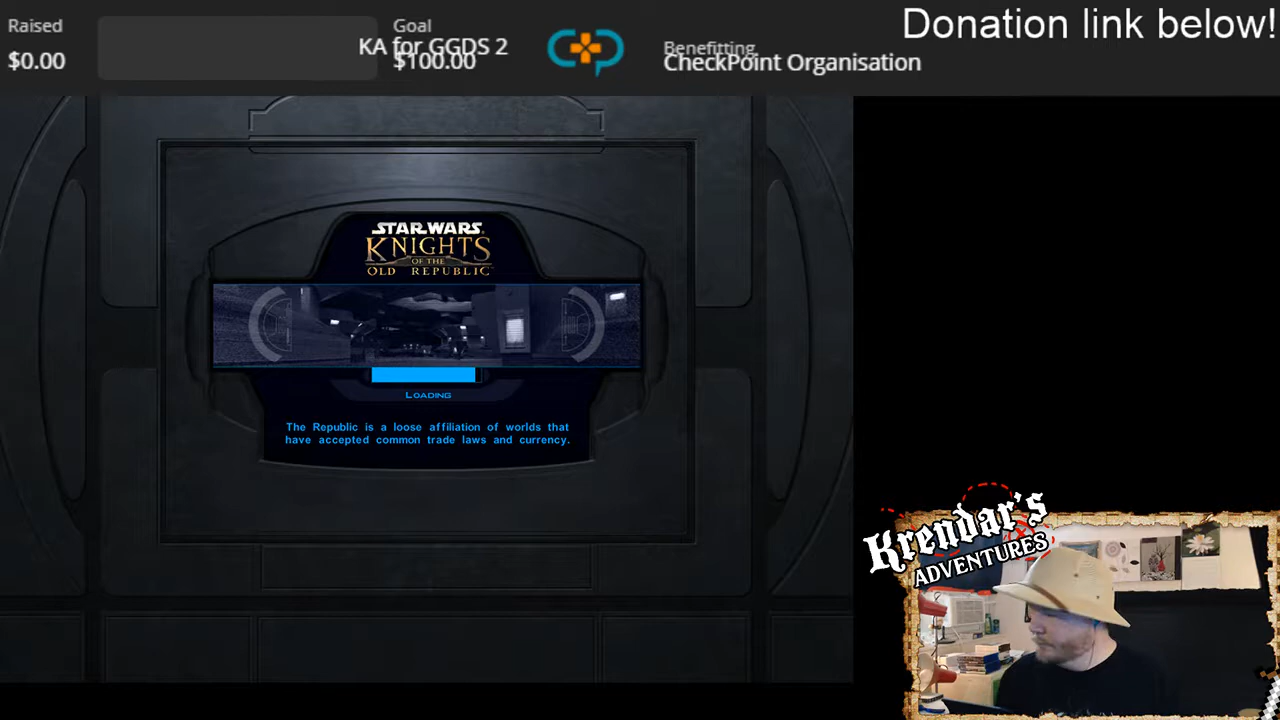 Raised
$0.00
Goal
$100.00
KA for GGDS 2
Benefitting
CheckPoint Organisation
Donation link below!
STAR WARS
KNIGHTS
OF THE
OLD REPUBLIC
LOADING
The Republic is a loose affiliation of worlds that
have accepted common trade laws and currency.
Krendar's
ADVENTURES